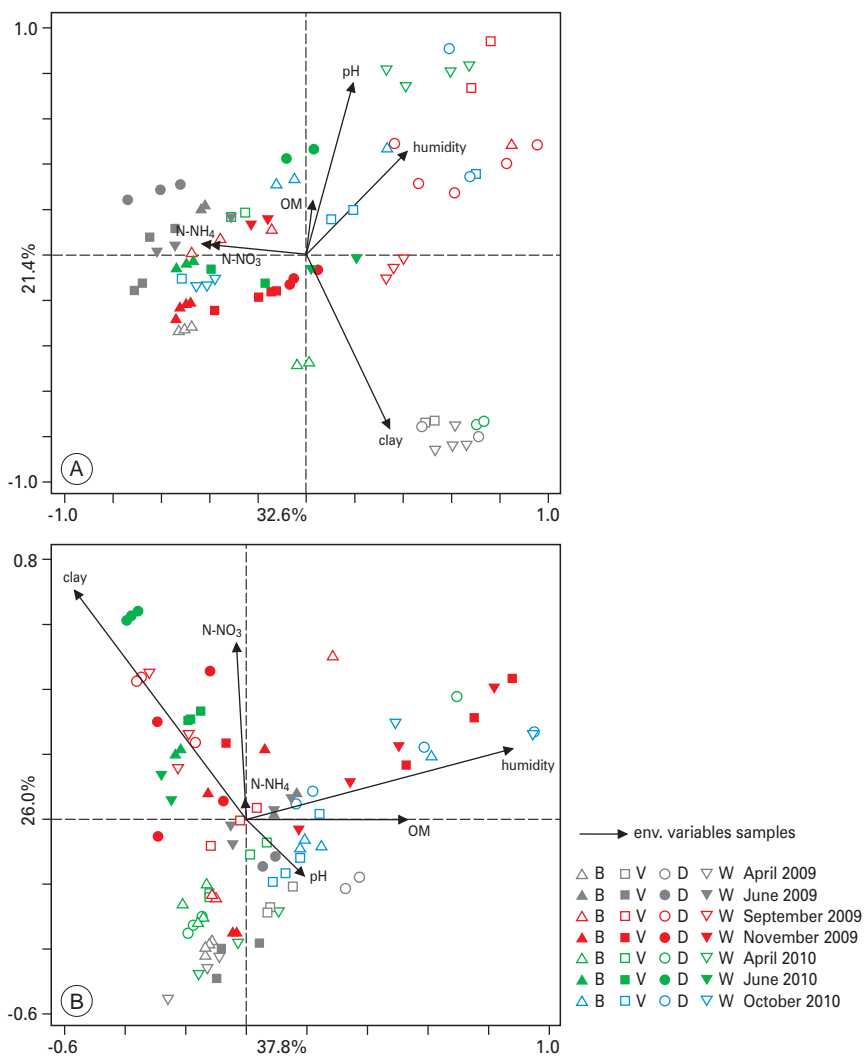 1.0
pH
humidity
OM
N-NH4
N-NO3
21.4%
clay
A
-1.0
-1.0 32.6% 1.0
B
0.8
clay
N-NO3
humidity
N-NH4
26.0%
OM
pH
-0.6
-0.6 37.8% 1.0
env. variables samples
B V D W April 2009
B V D W June 2009
B V D W September 2009
B V D W November 2009
B V D W April 2010
B V D W June 2010
B V D W October 2010